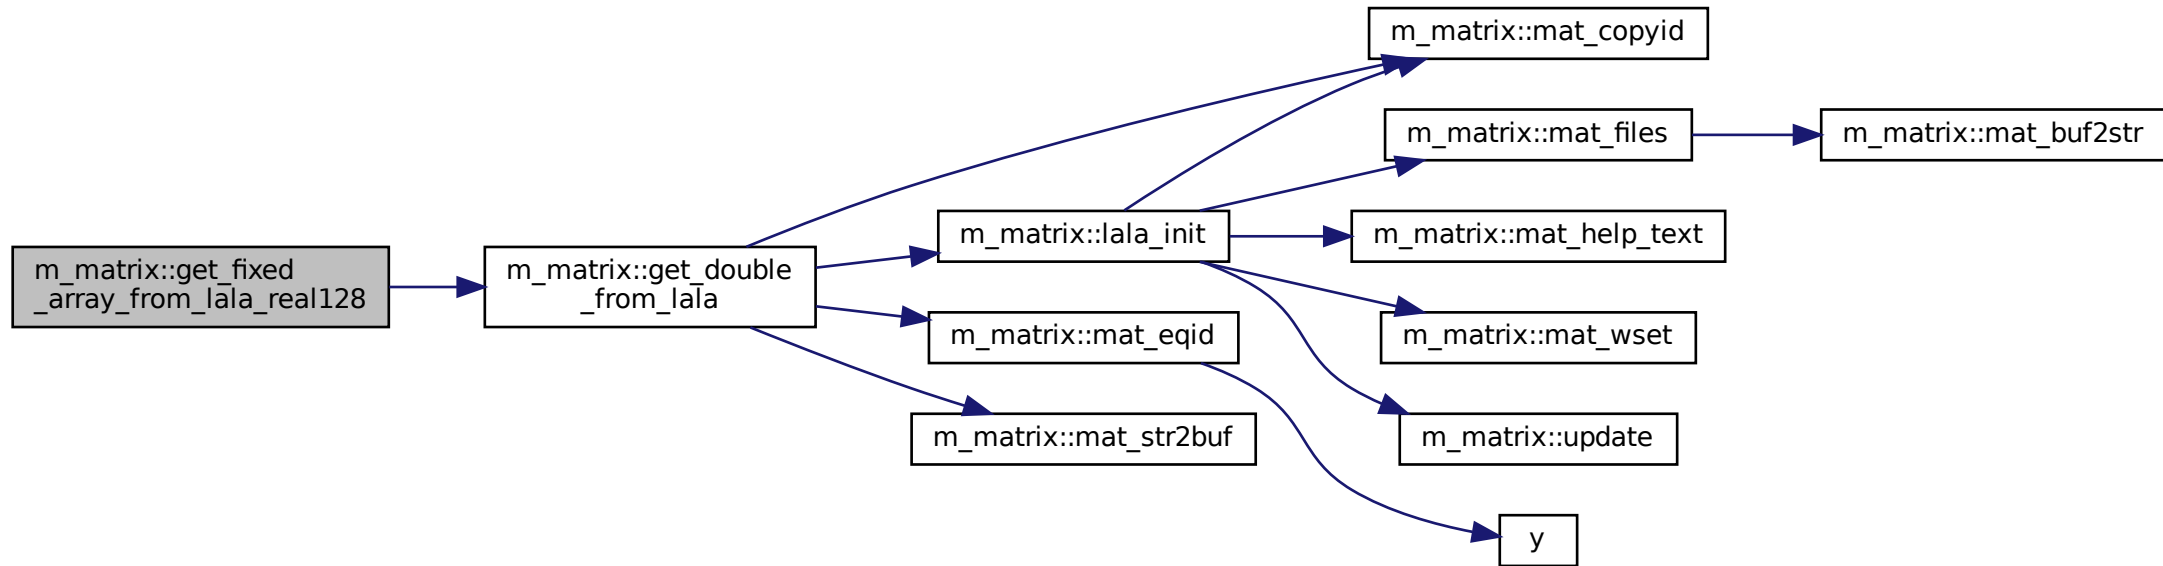 m_matrix::get_fixed
_array_from_lala_real128
m_matrix::get_double
_from_lala
m_matrix::mat_copyid
m_matrix::lala_init
m_matrix::mat_files
m_matrix::mat_buf2str
m_matrix::mat_help_text
m_matrix::mat_wset
m_matrix::update
m_matrix::mat_eqid
y
m_matrix::mat_str2buf